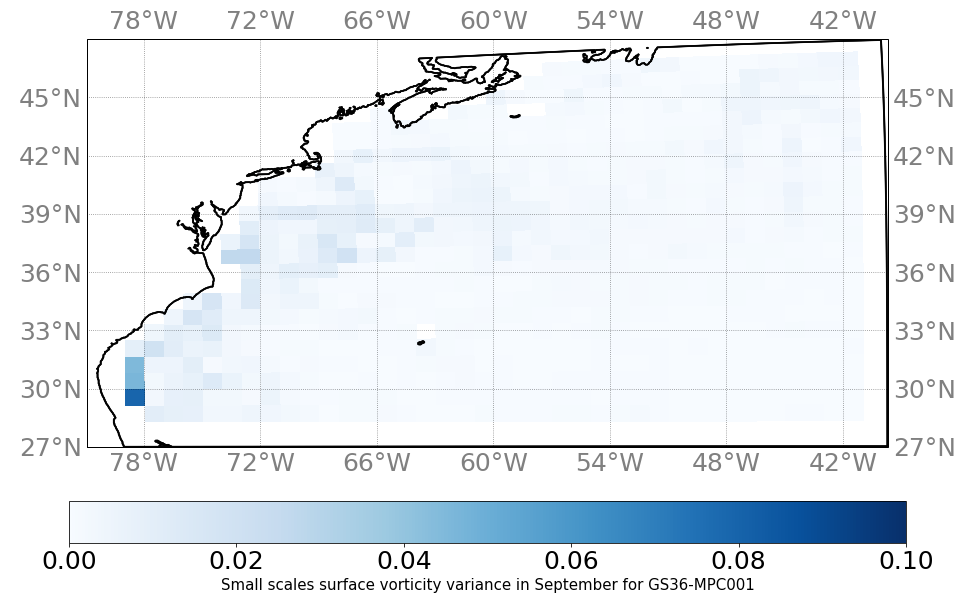 78°W 72°W 66°W 60°W 54°W 48°W 42°W
45°N 45°N
42°N 42°N
39°N 39°N
36°N 36°N
33°N 33°N
30°N 30°N
27°N 27°N
78°W 72°W 66°W 60°W 54°W 48°W 42°W
0.00 0.02 0.04 0.06 0.08 0.10
Small scales surface vorticity variance in September for GS36-MPC001